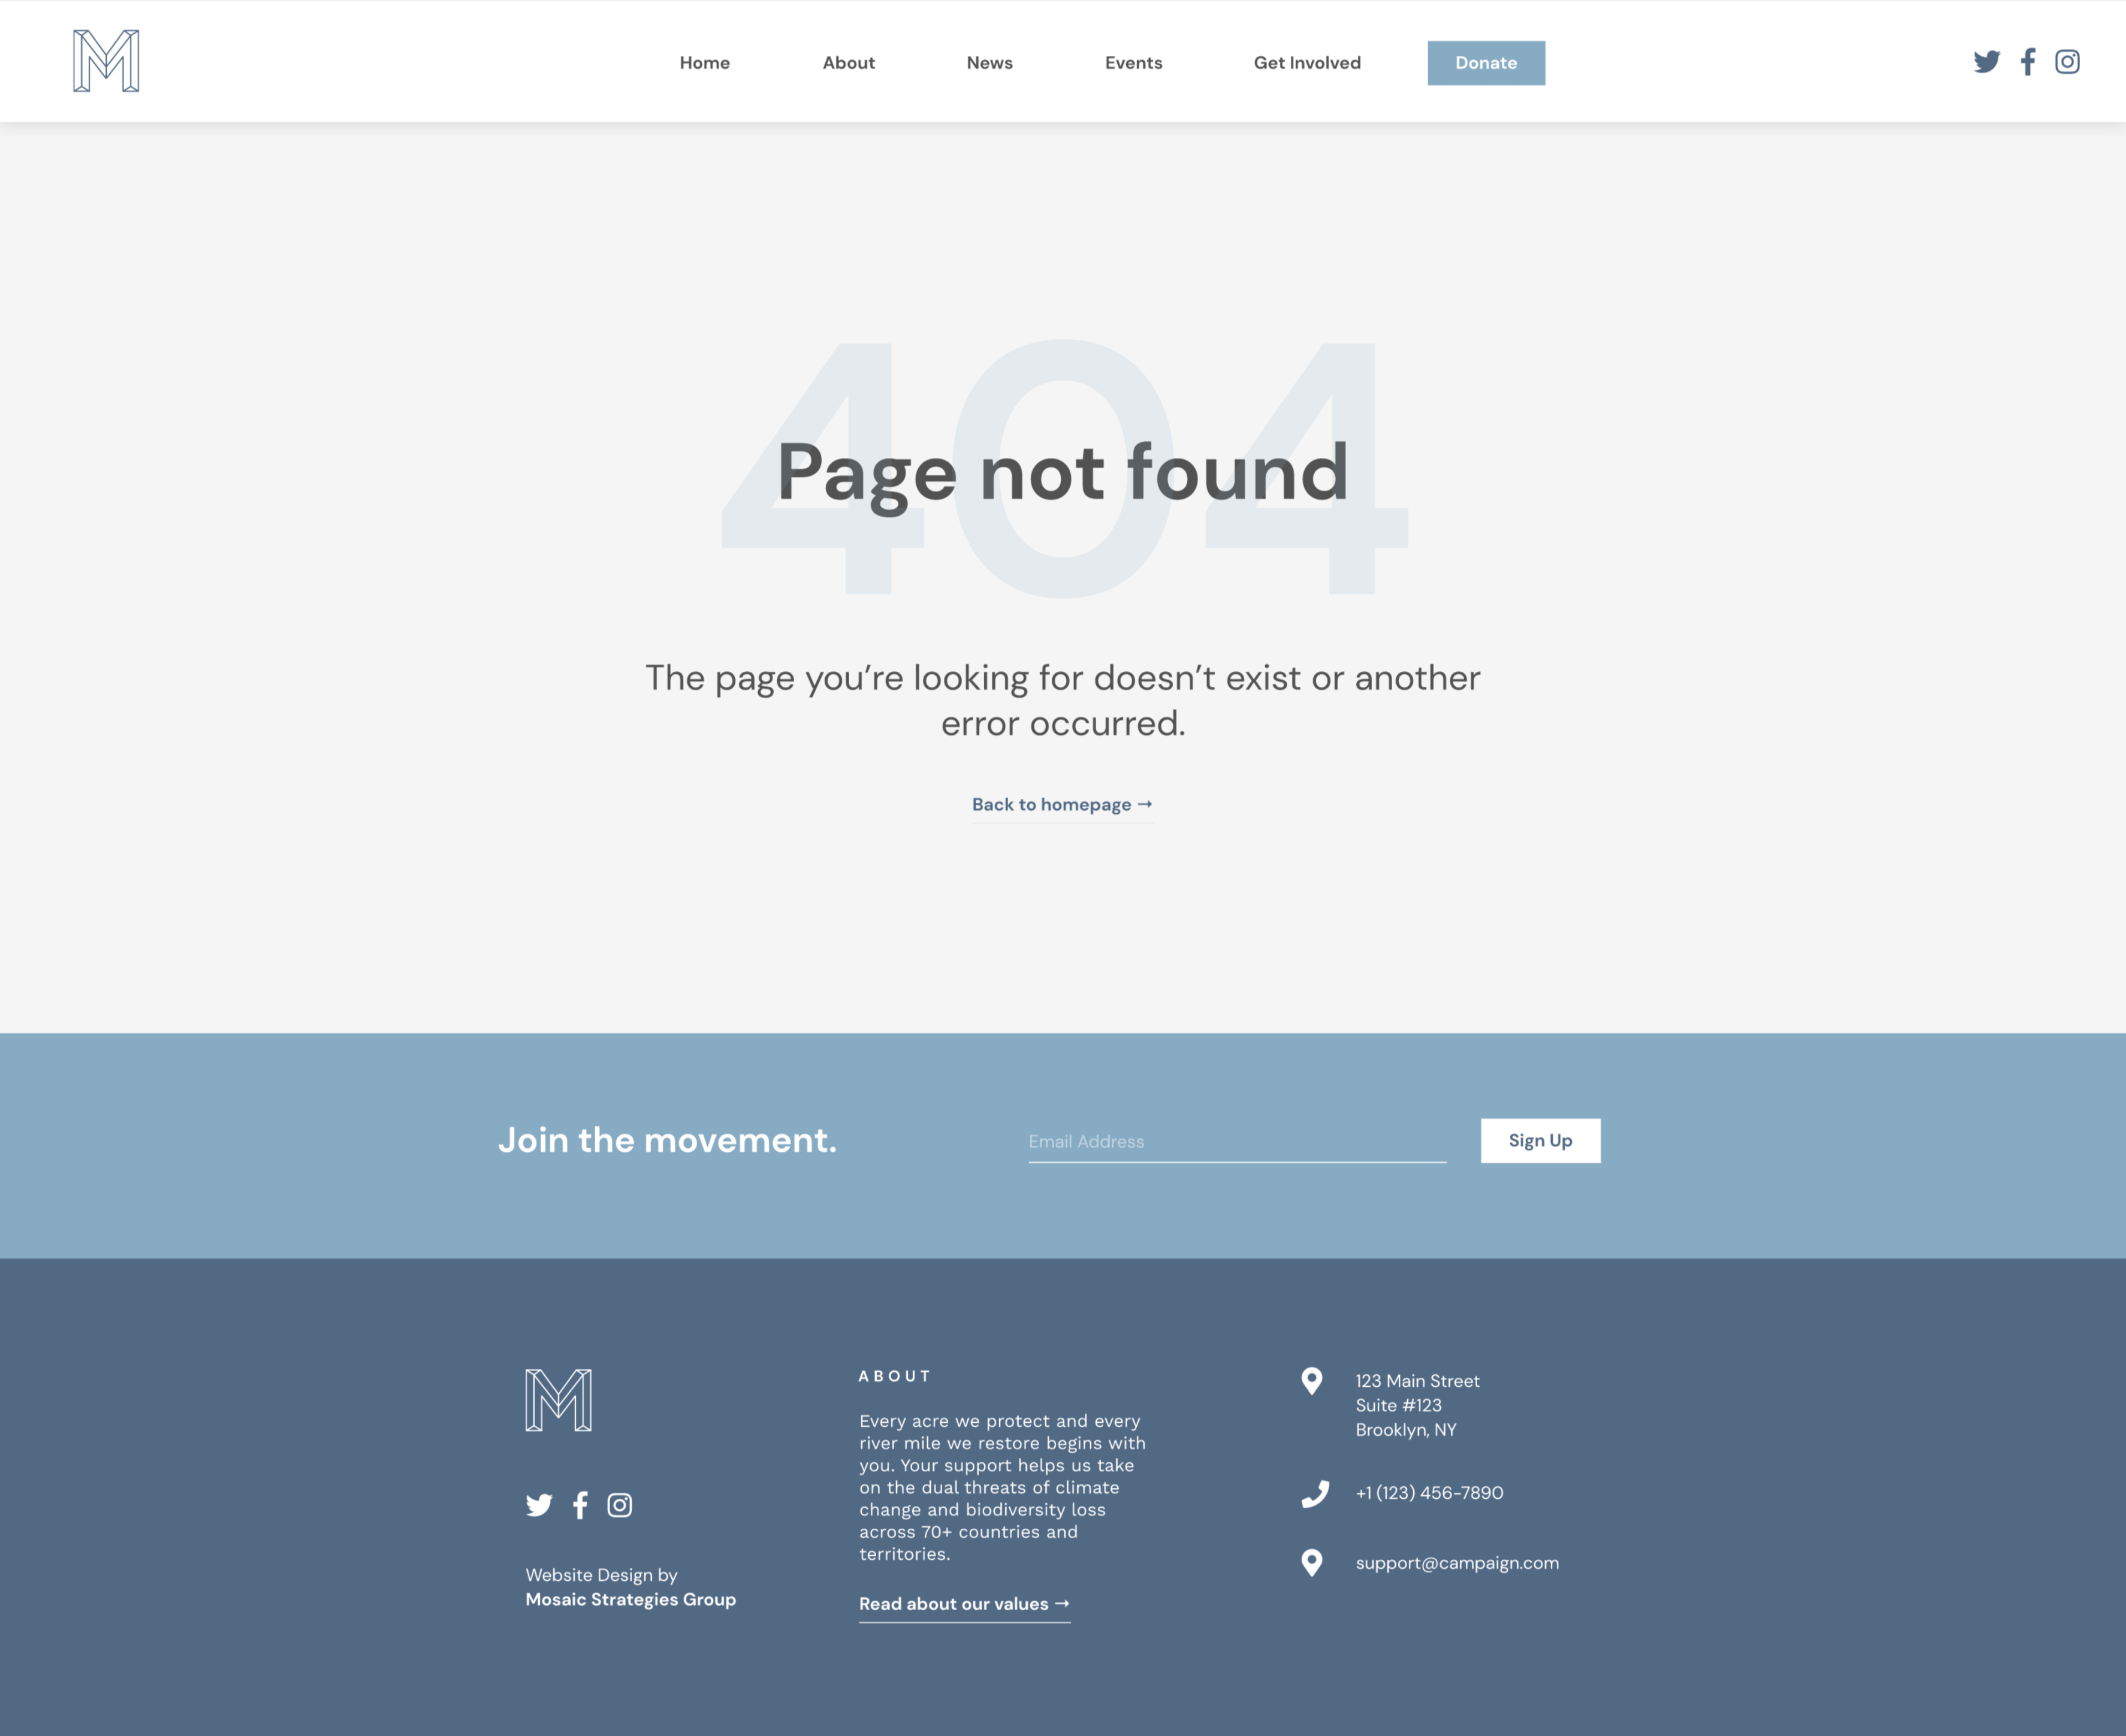 M
Home
About
News
Events
Get Involved
Donate
404
Page not found
The page you’re looking for doesn’t exist or another
error occurred.
Back to homepage →
Join the movement.
Email Address
Sign Up
M
Website Design by
Mosaic Strategies Group
ABOUT
Every acre we protect and every
river mile we restore begins with
you. Your support helps us take
on the dual threats of climate
change and biodiversity loss
across 70+ countries and
territories.
Read about our values →
123 Main Street
Suite #123
Brooklyn, NY
+1 (123) 456-7890
support@campaign.com